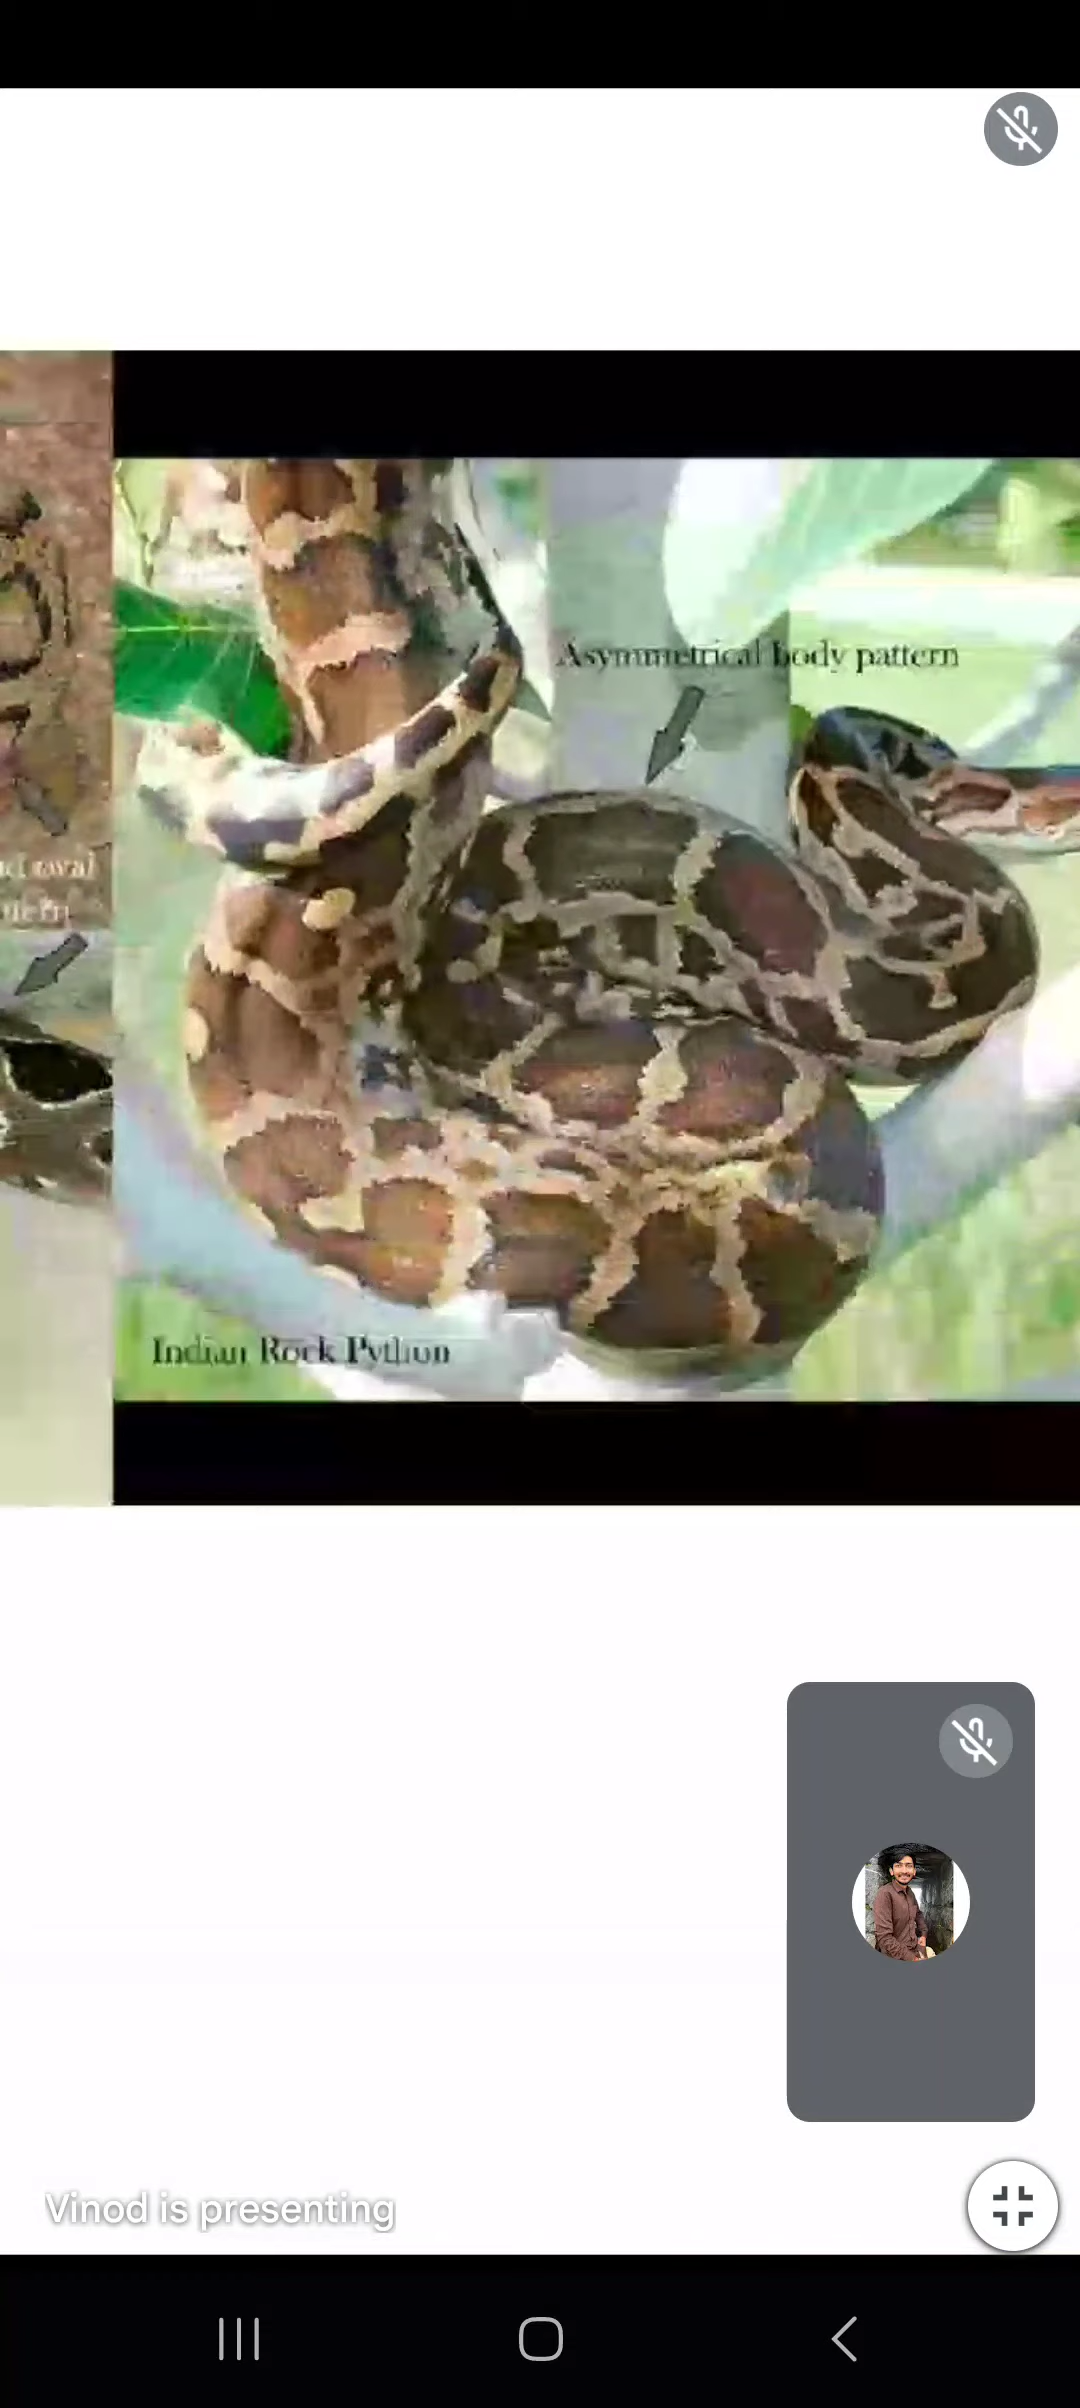 Asymmetrical body pattern
Indian Rock Python
Vinod is presenting